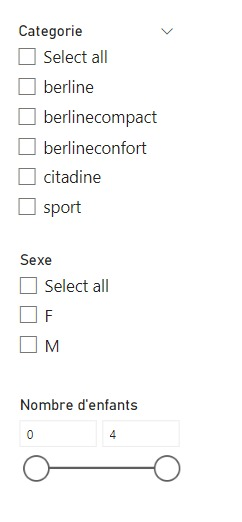 Categorie
Select all
berline
berlinecompact
berlineconfort
citadine
sport
Sexe
Select all
F
M
Nombre d'enfants
0 4